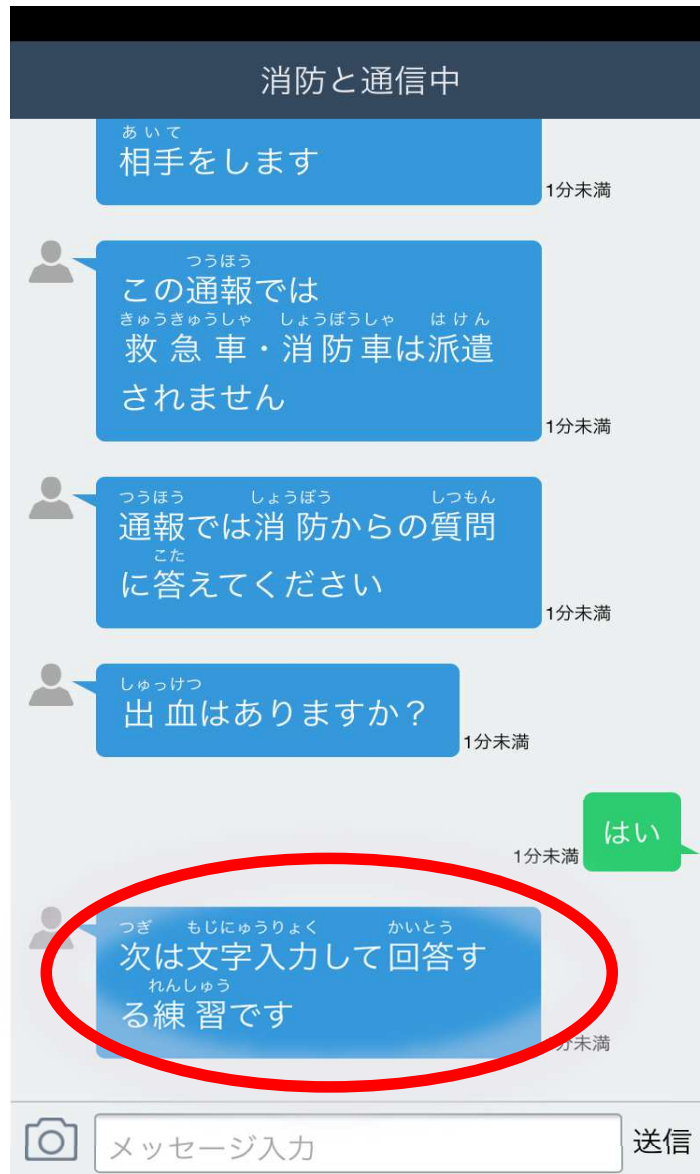 消防と通信中
あいて
相手をします
1分未満
つうほう
この通報では
きゅうきゅうしゃ しょうぼうしゃ はけん
救急車・消防車は派遣
されません
1分未満
つうほう しょうぼう しつもん
通報では消防からの質問
こた
に答えてください
1分未満
しゅっけつ
出血はありますか？
1分未満
はい
1分未満
つぎ もじにゅうりょく かいとう
次は文字入力して回答す
れんしゅう
る練習です
分未満
メッセージ入力
送信